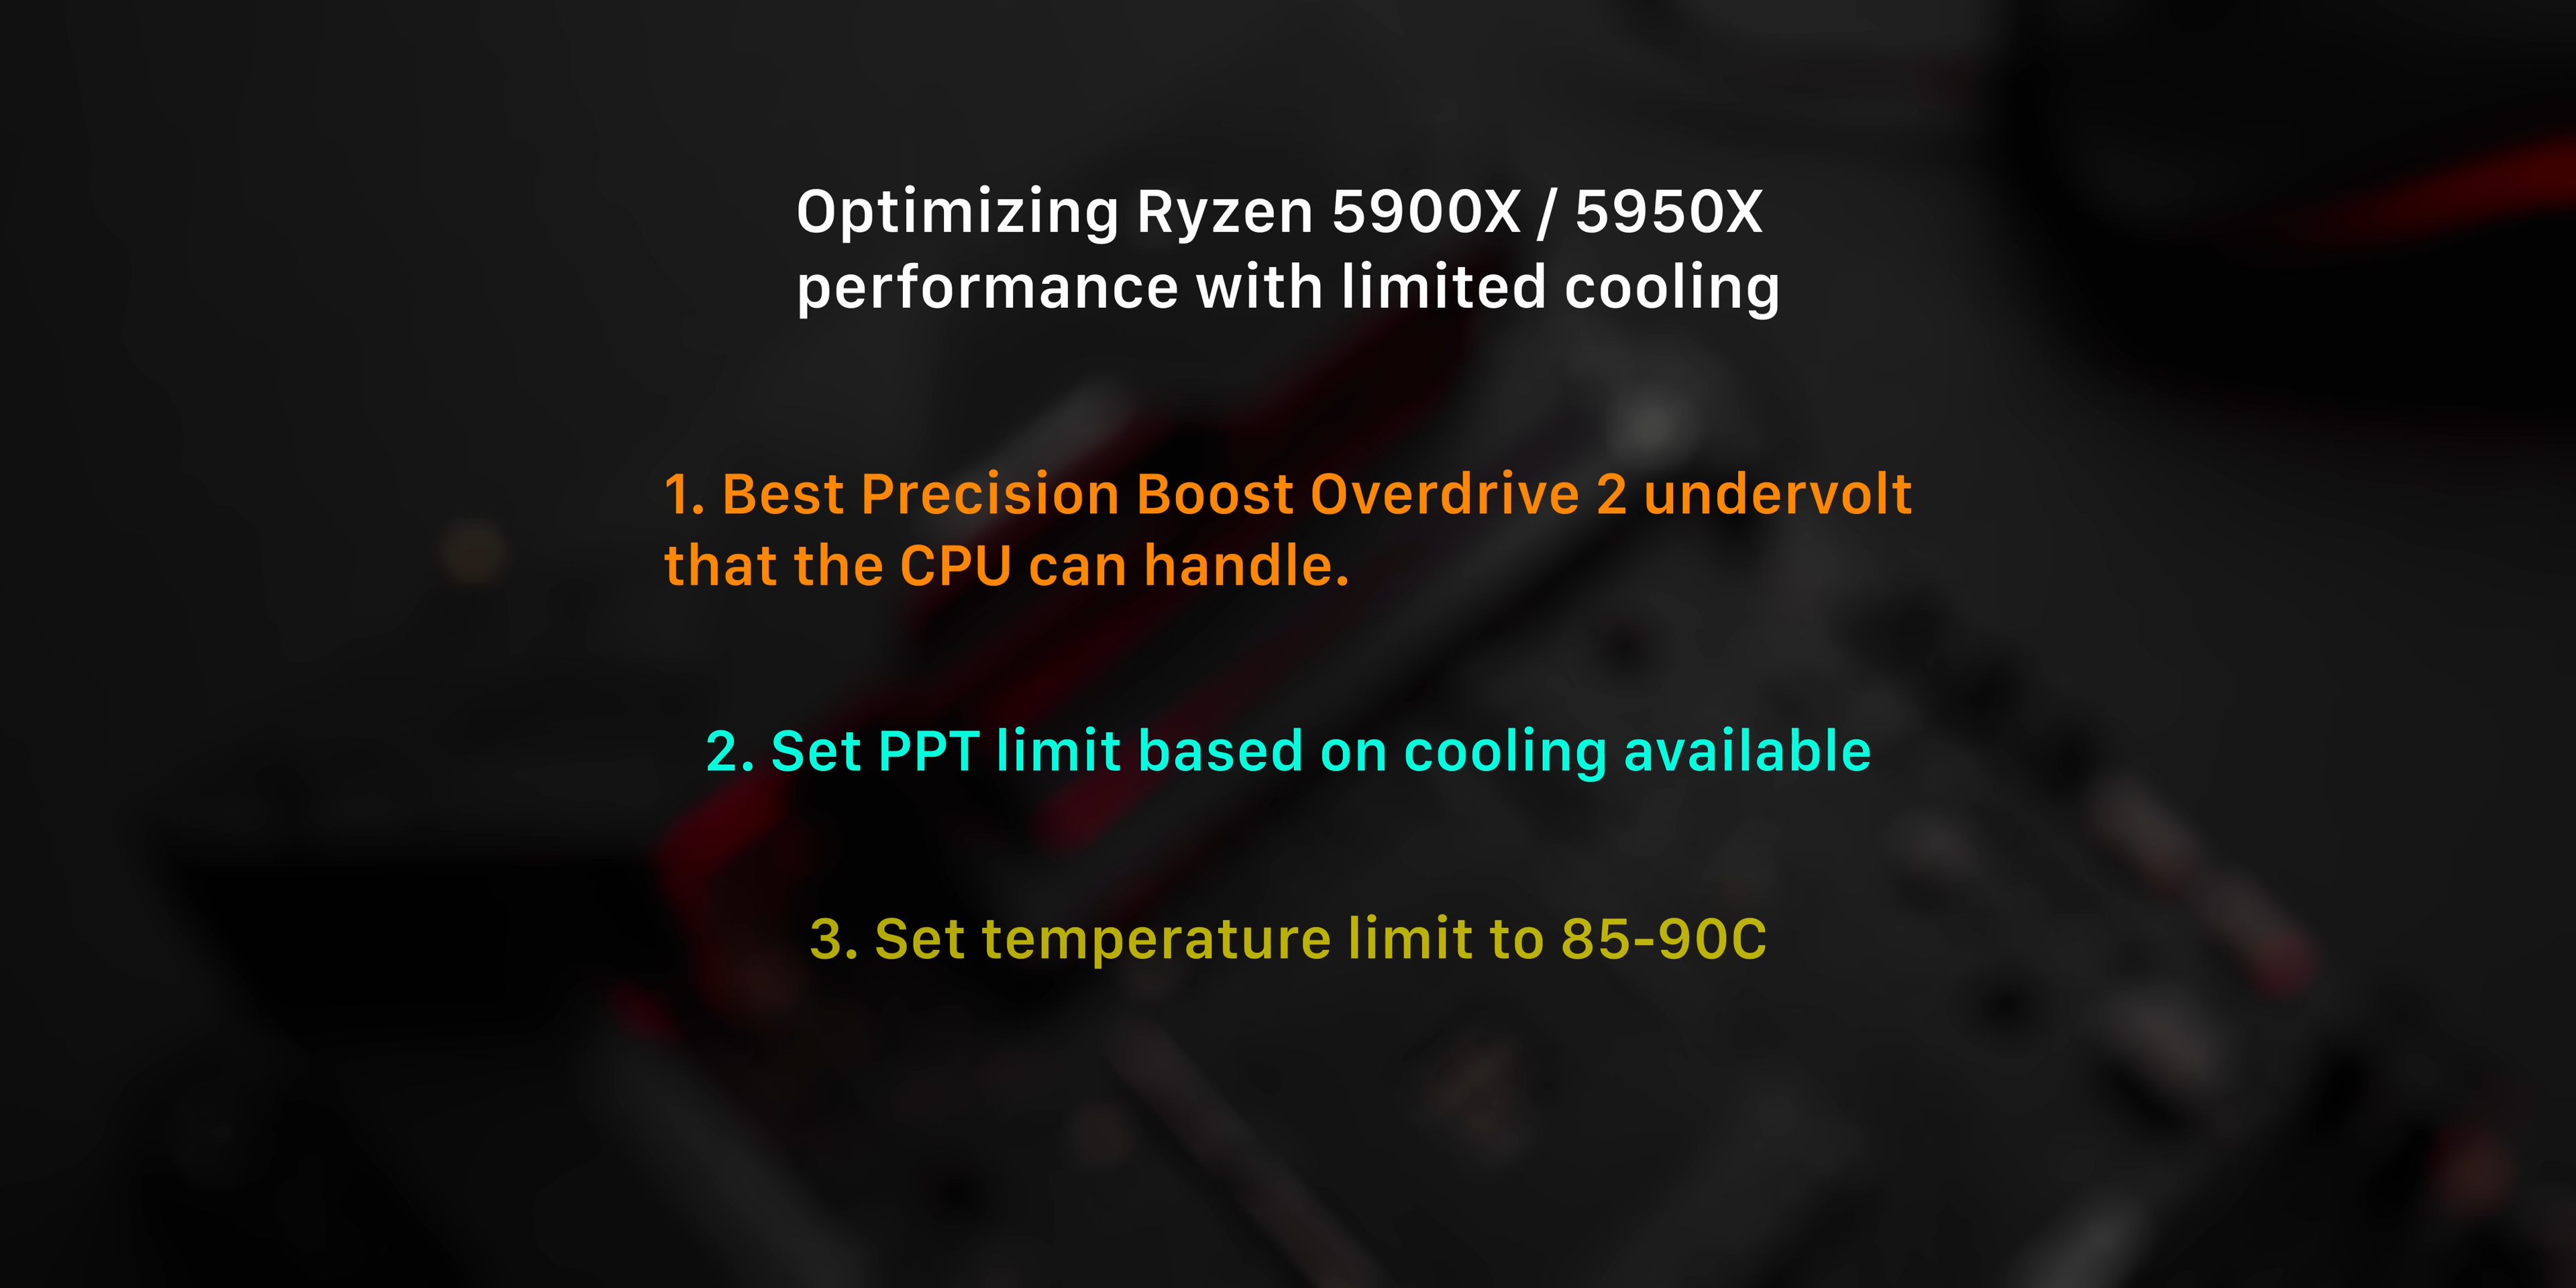 Optimizing Ryzen 5900X / 5950X
performance with limited cooling
1. Best Precision Boost Overdrive 2 undervolt
that the CPU can handle.
2. Set PPT limit based on cooling available
3. Set temperature limit to 85-90C